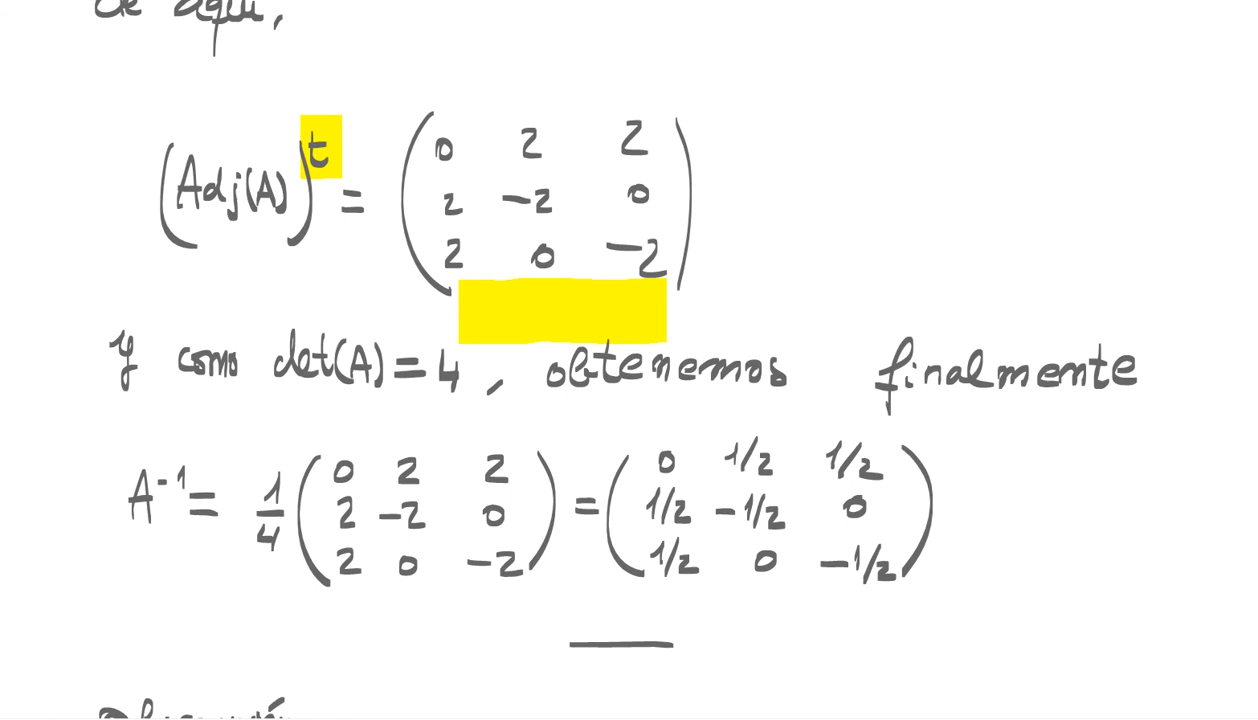 De aquí,
(Adj(A))^t = ( 0 2 2
2 -2 0
2 0 -2 )
Y como det(A) = 4, obtenemos finalmente
A^-1 = 1/4 ( 0 2 2 = ( 0 1/2 1/2
2 -2 0 1/2 -1/2 0
2 0 -2 ) 1/2 0 -1/2 )